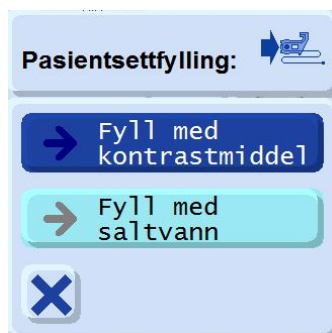 Pasientsettfylling:
Fyll med
kontrastmiddel
Fyll med
saltvann